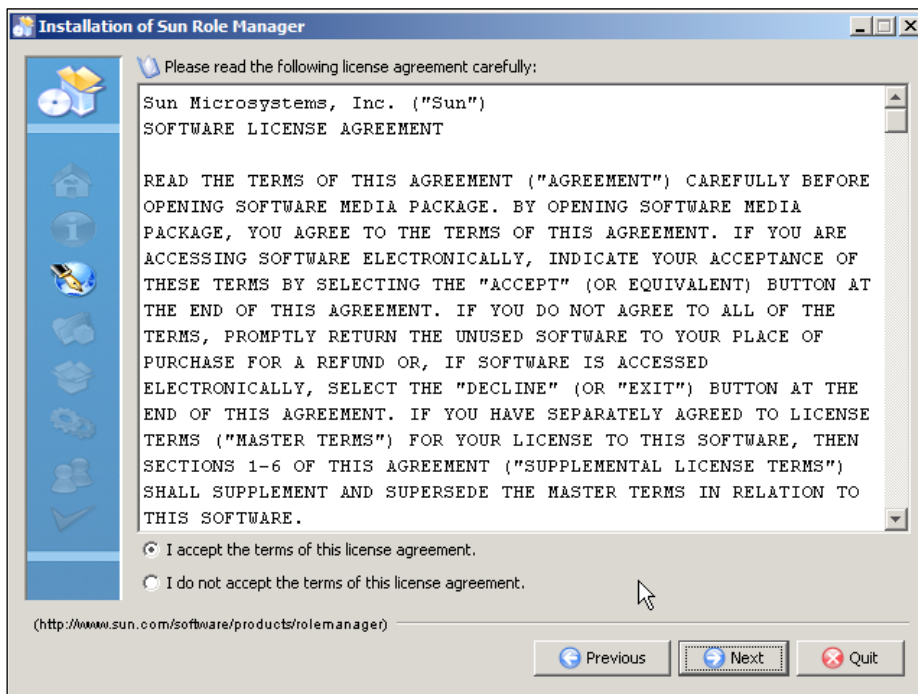 Installation of Sun Role Manager
Please read the following license agreement carefully:
Sun Microsystems, Inc. ("Sun")
SOFTWARE LICENSE AGREEMENT
READ THE TERMS OF THIS AGREEMENT ("AGREEMENT") CAREFULLY BEFORE
OPENING SOFTWARE MEDIA PACKAGE. BY OPENING SOFTWARE MEDIA
PACKAGE, YOU AGREE TO THE TERMS OF THIS AGREEMENT. IF YOU ARE
ACCESSING SOFTWARE ELECTRONICALLY, INDICATE YOUR ACCEPTANCE OF
THESE TERMS BY SELECTING THE "ACCEPT" (OR EQUIVALENT) BUTTON AT
THE END OF THIS AGREEMENT. IF YOU DO NOT AGREE TO ALL OF THE
TERMS, PROMPTLY RETURN THE UNUSED SOFTWARE TO YOUR PLACE OF
PURCHASE FOR A REFUND OR, IF SOFTWARE IS ACCESSED
ELECTRONICALLY, SELECT THE "DECLINE" (OR "EXIT") BUTTON AT THE
END OF THIS AGREEMENT. IF YOU HAVE SEPARATELY AGREED TO LICENSE
TERMS ("MASTER TERMS") FOR YOUR LICENSE TO THIS SOFTWARE, THEN
SECTIONS 1-6 OF THIS AGREEMENT ("SUPPLEMENTAL LICENSE TERMS")
SHALL SUPPLEMENT AND SUPERSEDE THE MASTER TERMS IN RELATION TO
THIS SOFTWARE.
I accept the terms of this license agreement.
I do not accept the terms of this license agreement.
(http://www.sun.com/software/products/rolemanager)
Previous
Next
Quit